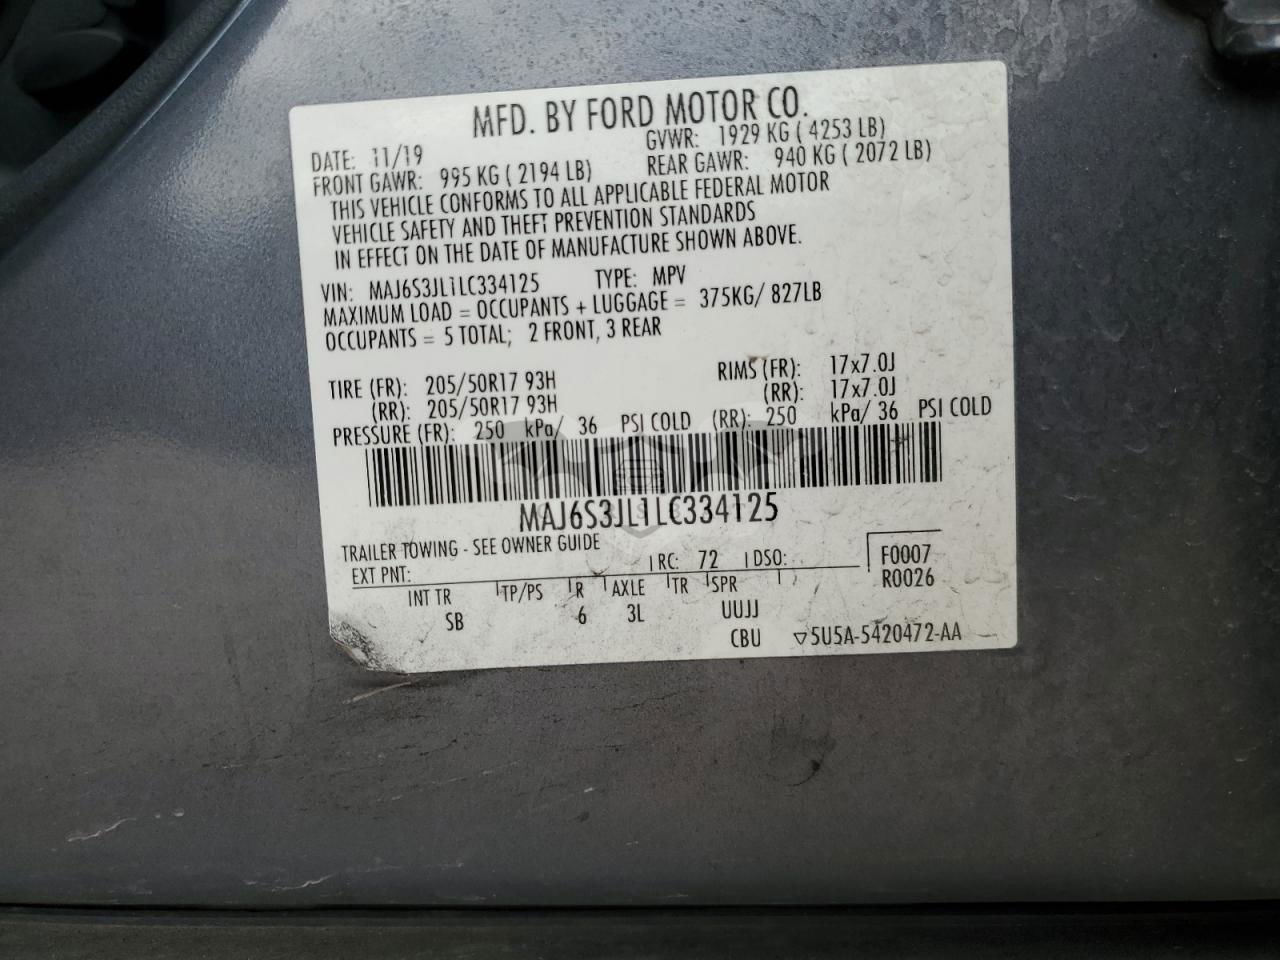 MFD. BY FORD MOTOR CO.
DATE: 11/19 GVWR: 1929 KG ( 4253 LB)
FRONT GAWR: 995 KG ( 2194 LB) REAR GAWR: 940 KG ( 2072 LB)
THIS VEHICLE CONFORMS TO ALL APPLICABLE FEDERAL MOTOR
VEHICLE SAFETY AND THEFT PREVENTION STANDARDS
IN EFFECT ON THE DATE OF MANUFACTURE SHOWN ABOVE.
VIN: MAJ6S3JL1LC334125 TYPE: MPV
MAXIMUM LOAD = OCCUPANTS + LUGGAGE = 375KG/ 827LB
OCCUPANTS = 5 TOTAL; 2 FRONT, 3 REAR
TIRE (FR): 205/50R17 93H RIMS (FR): 17x7.0J
(RR): 205/50R17 93H (RR): 17x7.0J
PRESSURE (FR): 250 kPa/ 36 PSI COLD (RR): 250 kPa/ 36 PSI COLD
MAJ6S3JL1LC334125
TRAILER TOWING - SEE OWNER GUIDE
EXT PNT: RC: 72 DSO: F0007
R0026
INT TR TP/PS R AXLE TR SPR
SB 6 3L UUJJ
CBU ▽5U5A-5420472-AA